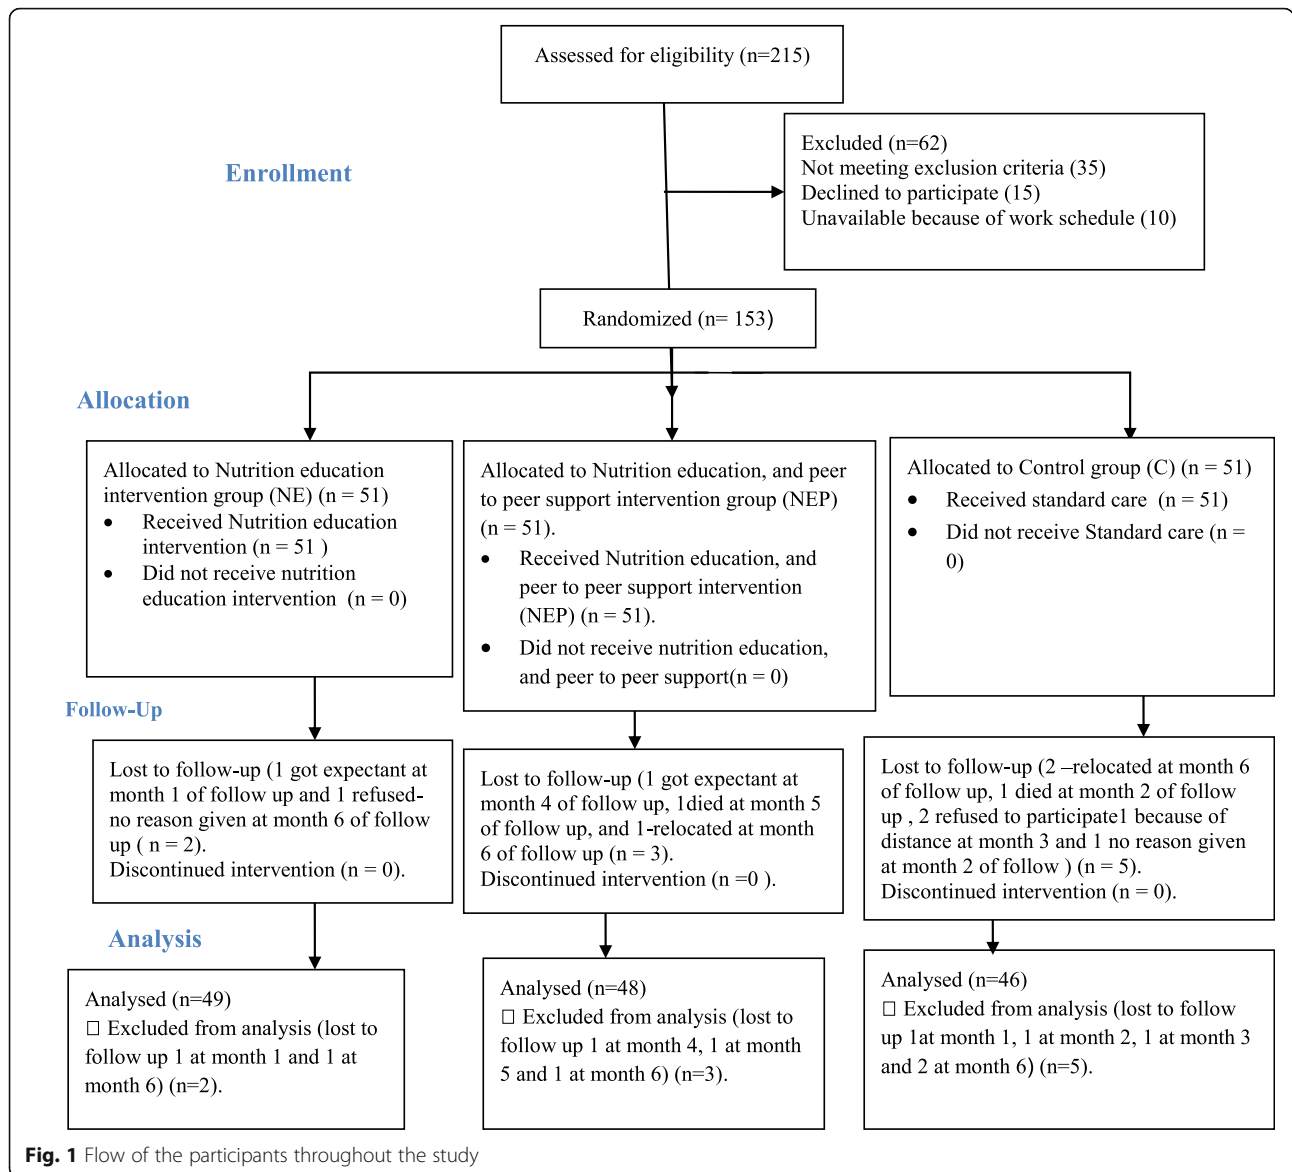 Assessed for eligibility (n=215)
Excluded (n=62)
Not meeting exclusion criteria (35)
Declined to participate (15)
Unavailable because of work schedule (10)
Enrollment
Randomized (n= 153)
Allocation
Allocated to Nutrition education
intervention group (NE) (n = 51)
• Received Nutrition education
intervention (n = 51 )
• Did not receive nutrition
education intervention (n = 0)
Allocated to Nutrition education, and peer
to peer support intervention group (NEP)
(n = 51).
• Received Nutrition education, and
peer to peer support intervention
(NEP) (n = 51).
• Did not receive nutrition education,
and peer to peer support(n = 0)
Allocated to Control group (C) (n = 51)
• Received standard care (n = 51)
• Did not receive Standard care (n =
0)
Follow-Up
Lost to follow-up (1 got expectant at
month 1 of follow up and 1 refused-
no reason given at month 6 of follow
up ( n = 2).
Discontinued intervention (n = 0).
Lost to follow-up (1 got expectant at
month 4 of follow up, 1died at month 5
of follow up, and 1-relocated at month
6 of follow up (n = 3).
Discontinued intervention (n =0 ).
Lost to follow-up (2 –relocated at month 6
of follow up, 1 died at month 2 of follow
up , 2 refused to participate1 because of
distance at month 3 and 1 no reason given
at month 2 of follow ) (n = 5).
Discontinued intervention (n = 0).
Analysis
Analysed (n=49)
□ Excluded from analysis (lost to
follow up 1 at month 1 and 1 at
month 6) (n=2).
Analysed (n=48)
□ Excluded from analysis (lost to
follow up 1 at month 4, 1 at month
5 and 1 at month 6) (n=3).
Analysed (n=46)
□ Excluded from analysis (lost to
follow up 1at month 1, 1 at month 2, 1 at month 3
and 2 at month 6) (n=5).
Fig. 1 Flow of the participants throughout the study